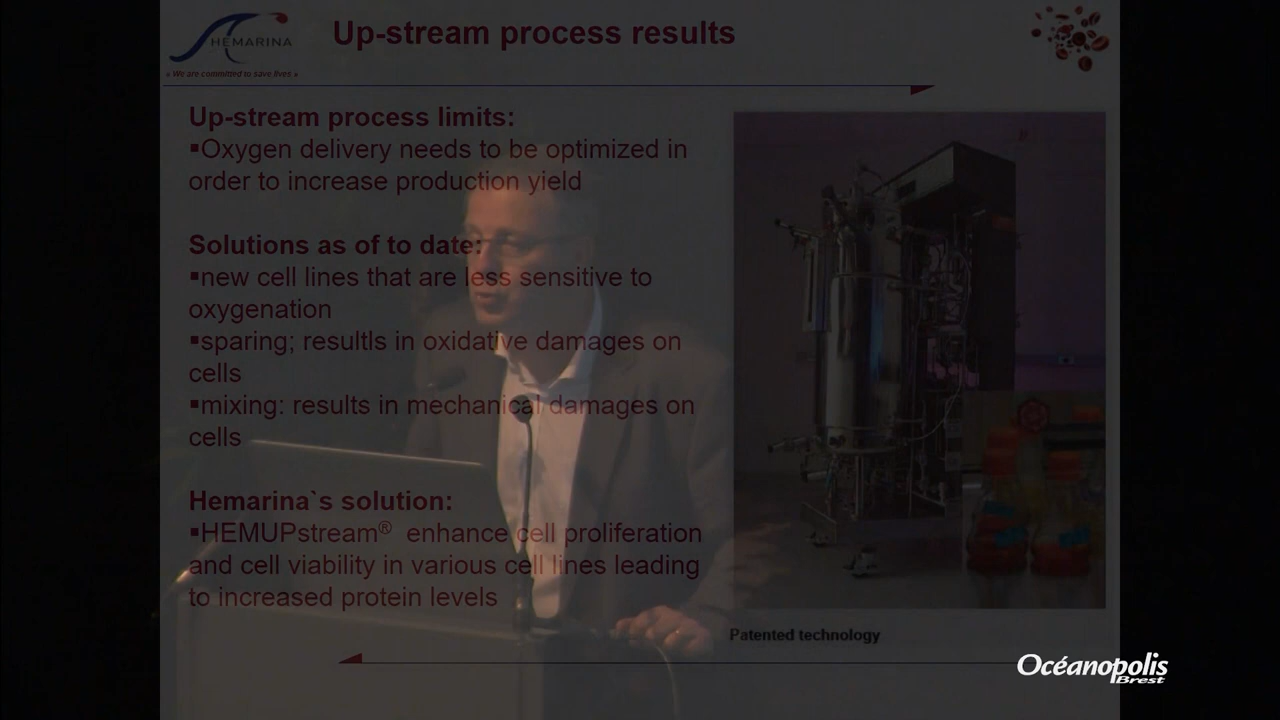 HEMARINA
« We are committed to save lives »
Up-stream process results
Up-stream process limits:
▪Oxygen delivery needs to be optimized in
order to increase production yield
Solutions as of to date:
▪new cell lines that are less sensitive to
oxygenation
▪sparing; resultls in oxidative damages on
cells
▪mixing: results in mechanical damages on
cells
Hemarina`s solution:
▪HEMUPstream® enhance cell proliferation
and cell viability in various cell lines leading
to increased protein levels
Patented technology
Océanopolis
Brest